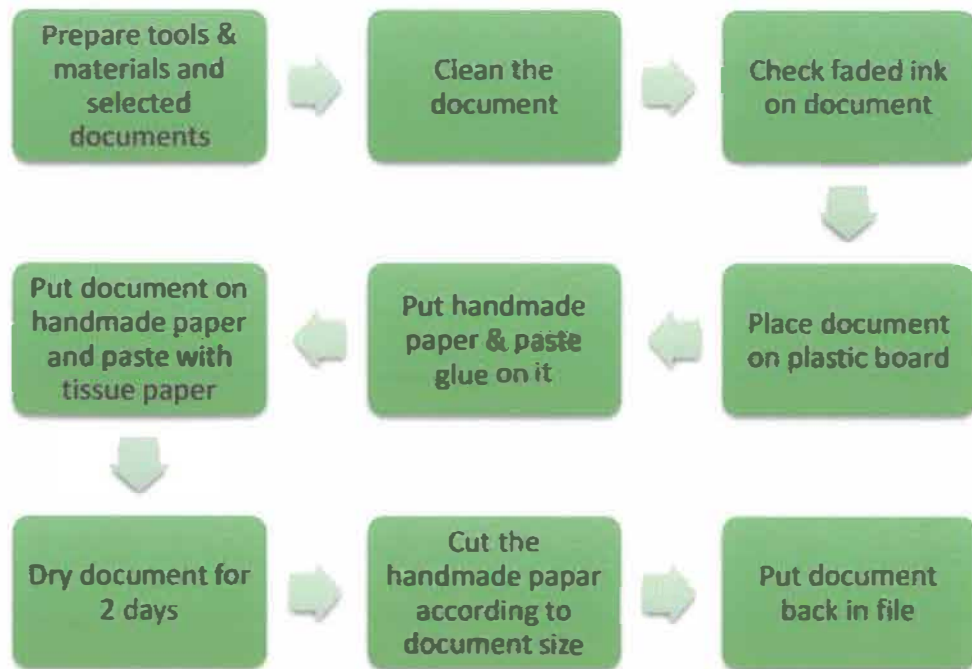 Prepare tools &
materials and
selected
documents
Clean the
document
Check faded ink
on document
Place document
on plastic board
Put handmade
paper & paste
glue on it
Put document on
handmade paper
and paste with
tissue paper
Dry document for
2 days
Cut the
handmade papar
according to
document size
Put document
back in file